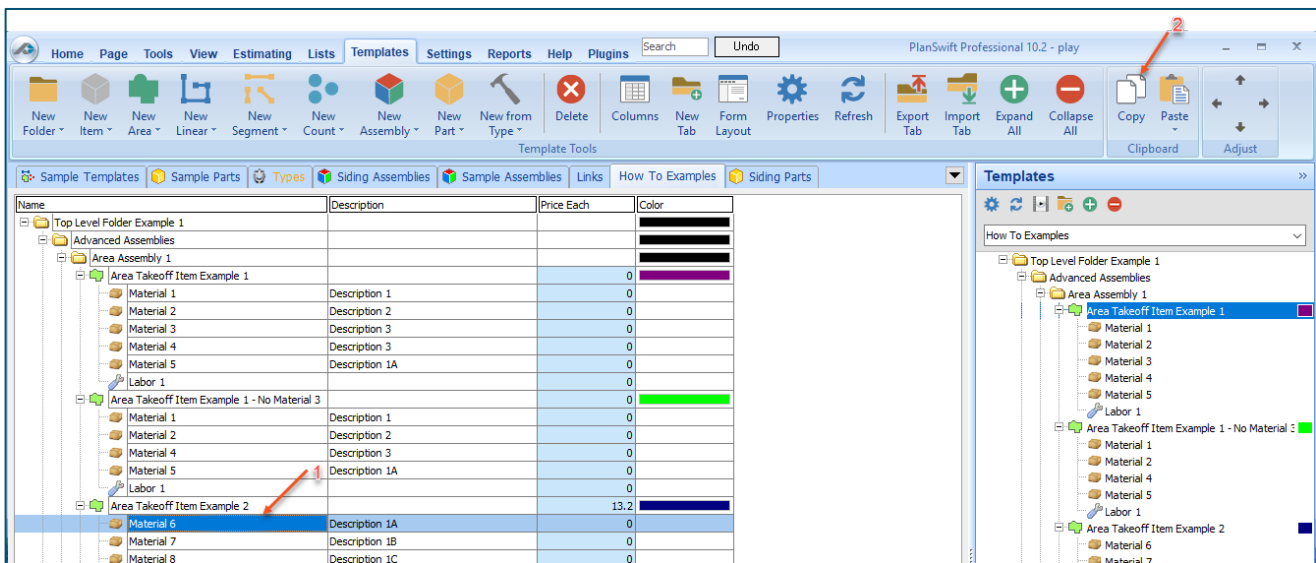 2
Home Page Tools View Estimating Lists Templates Settings Reports Help Plugins Search Undo PlanSwift Professional 10.2 - play
New Folder New Item New Area New Linear New Segment New Count New Assembly New Part New from Type Delete Columns New Tab Form Layout Properties Refresh Export Tab Import Tab Expand All Collapse All Copy Paste
Template Tools Clipboard Adjust
Sample Templates Sample Parts Types Siding Assemblies Sample Assemblies Links How To Examples Siding Parts
Name Description Price Each Color
Top Level Folder Example 1
Advanced Assemblies
Area Assembly 1
Area Takeoff Item Example 1 0
Material 1 Description 1 0
Material 2 Description 2 0
Material 3 Description 3 0
Material 4 Description 3 0
Material 5 Description 1A 0
Labor 1 0
Area Takeoff Item Example 1 - No Material 3 0
Material 1 Description 1 0
Material 2 Description 2 0
Material 4 Description 3 0
Material 5 Description 1A 0
1
Labor 1 0
Area Takeoff Item Example 2 13.2
Material 6 Description 1A 0
Material 7 Description 1B 0
Material 8 Description 1C 0
Templates
How To Examples
Top Level Folder Example 1
Advanced Assemblies
Area Assembly 1
Area Takeoff Item Example 1
Material 1
Material 2
Material 3
Material 4
Material 5
Labor 1
Area Takeoff Item Example 1 - No Material 3
Material 1
Material 2
Material 4
Material 5
Labor 1
Area Takeoff Item Example 2
Material 6
Material 7